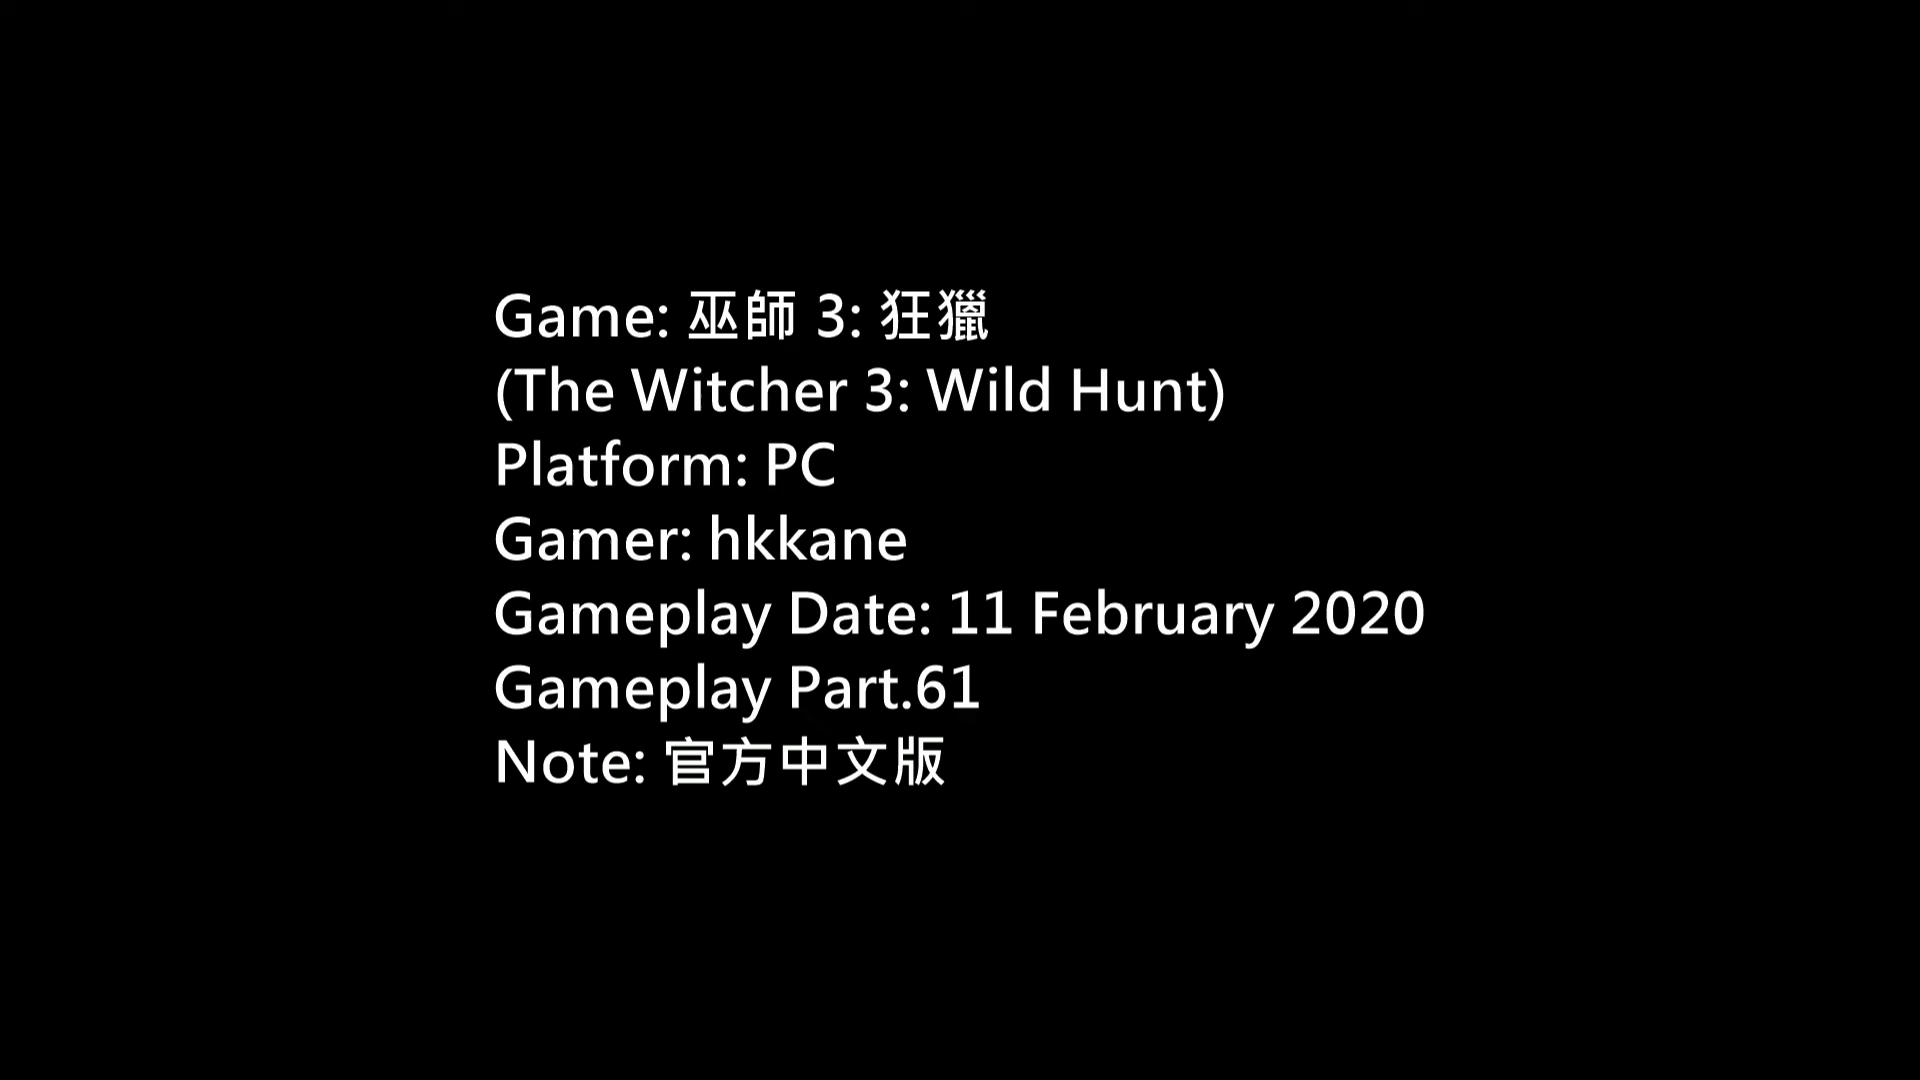 Game: 巫師 3: 狂獵
(The Witcher 3: Wild Hunt)
Platform: PC
Gamer: hkkane
Gameplay Date: 11 February 2020
Gameplay Part.61
Note: 官方中文版